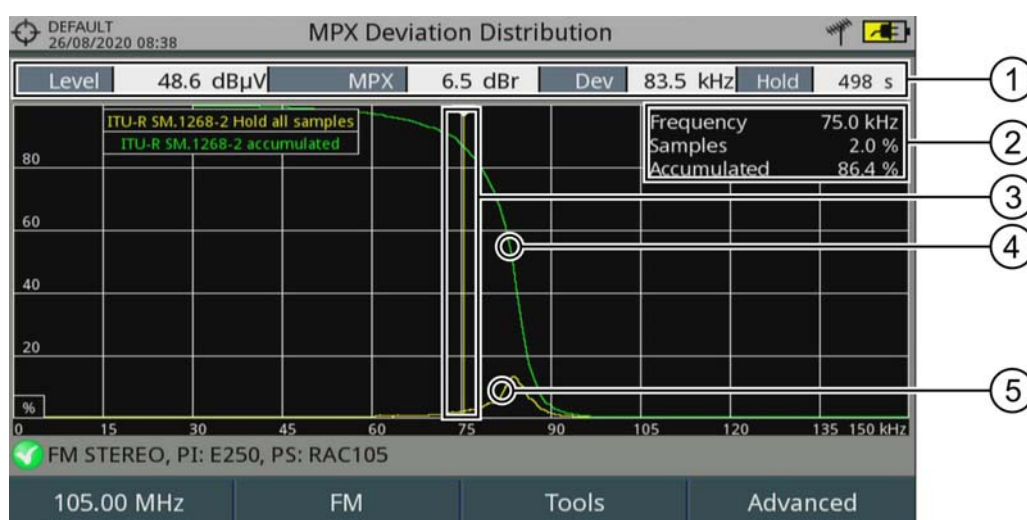 DEFAULT
26/08/2020 08:38
MPX Deviation Distribution
Level 48.6 dBµV MPX 6.5 dBr Dev 83.5 kHz Hold 498 s
1
ITU-R SM.1268-2 Hold all samples
ITU-R SM.1268-2 accumulated
Frequency 75.0 kHz
Samples 2.0 %
Accumulated 86.4 %
2
3
4
5
80
60
40
20
%
0 15 30 45 60 75 90 105 120 135 150 kHz
FM STEREO, PI: E250, PS: RAC105
105.00 MHz FM Tools Advanced